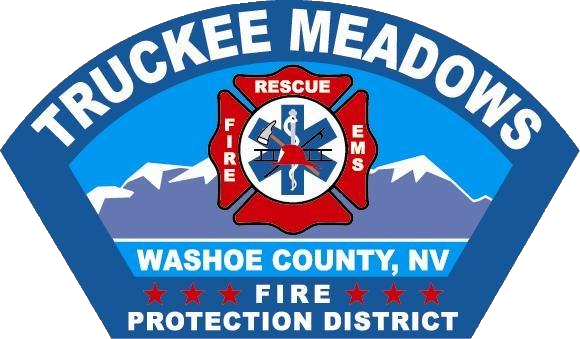 TRUCKEE MEADOWS
RESCUE
FIRE
EMS
WASHOE COUNTY, NV
FIRE
PROTECTION DISTRICT